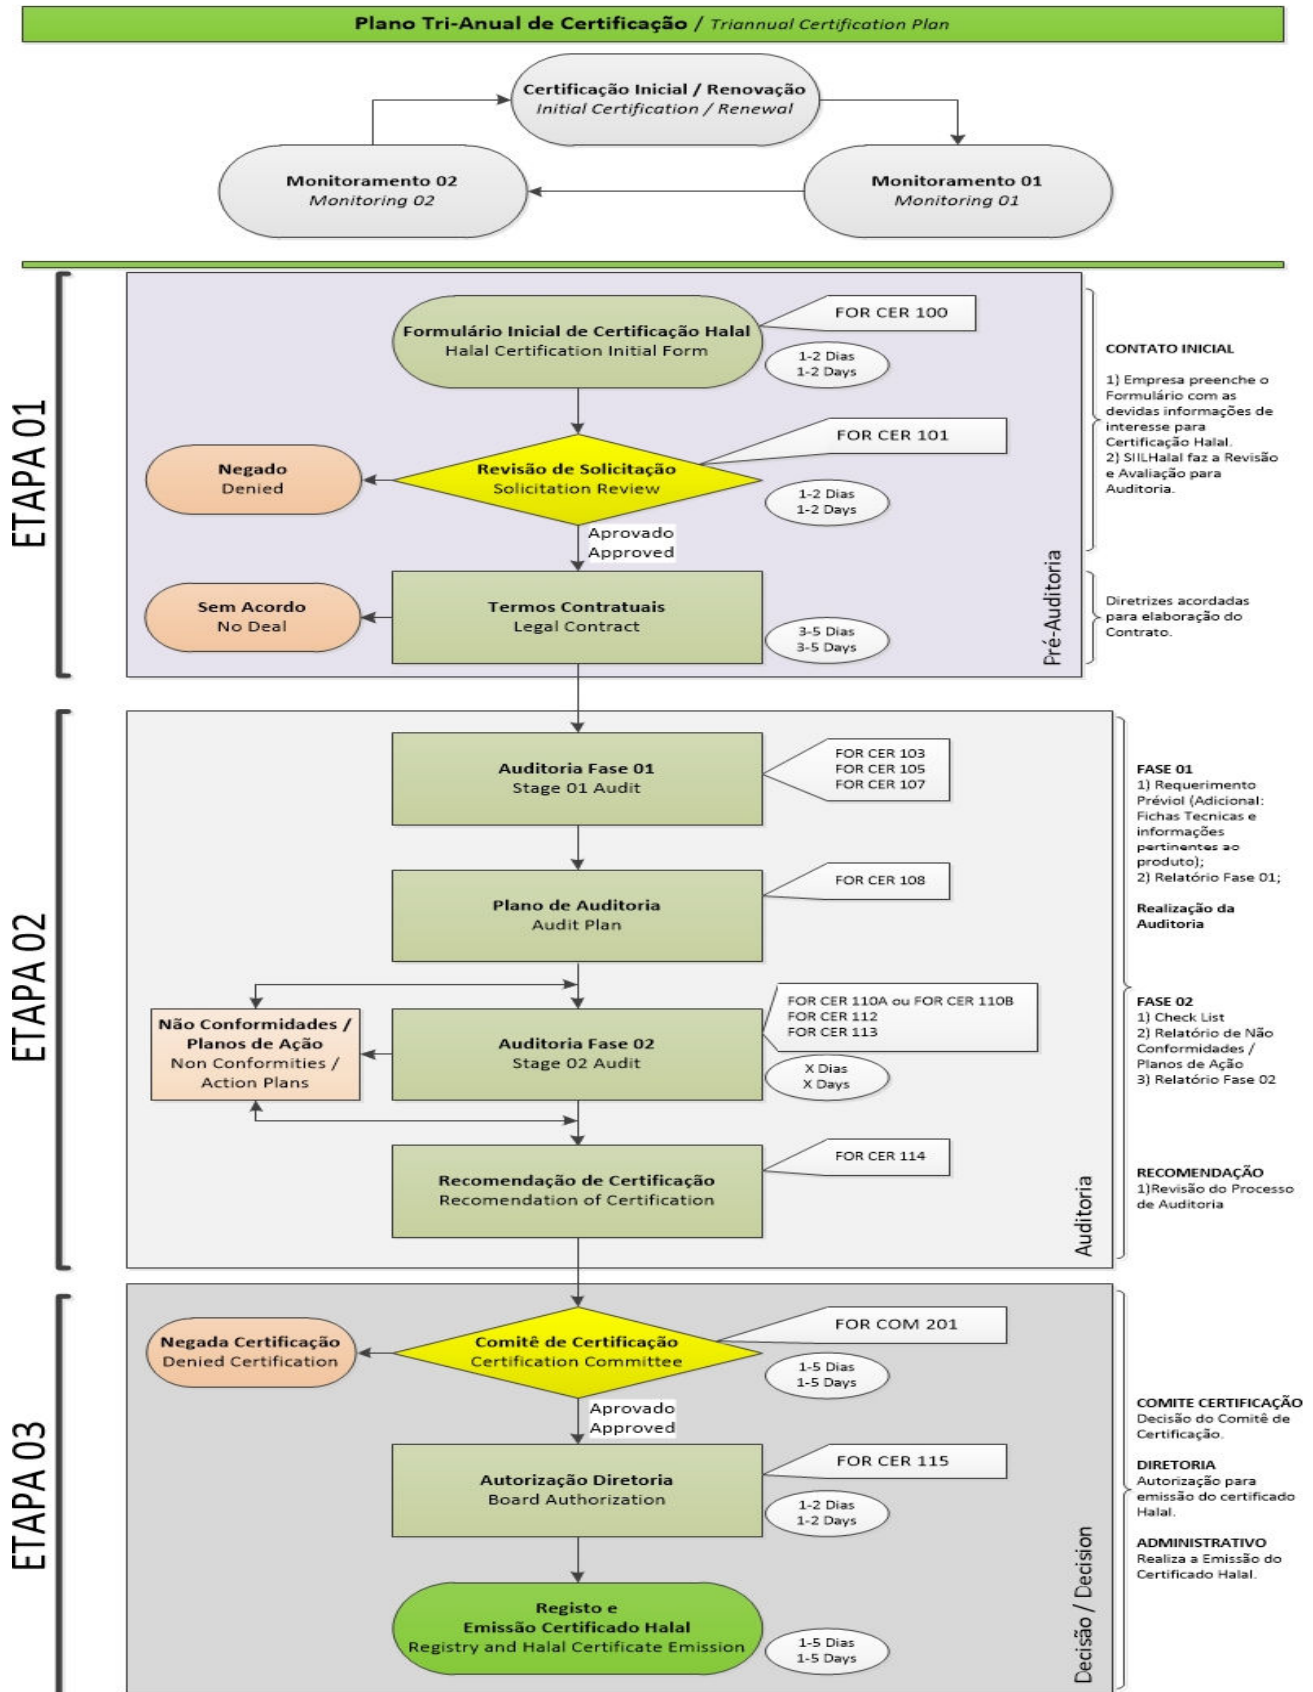 Plano Tri-Anual de Certificação / Triannual Certification Plan
Certificação Inicial / Renovação
Initial Certification / Renewal
Monitoramento 02
Monitoring 02
Monitoramento 01
Monitoring 01
ETAPA 01
Formulário Inicial de Certificação Halal
Halal Certification Initial Form
FOR CER 100
1-2 Dias
1-2 Days
Revisão de Solicitação
Solicitation Review
FOR CER 101
1-2 Dias
1-2 Days
Negado
Denied
Aprovado
Approved
Termos Contratuais
Legal Contract
3-5 Dias
3-5 Days
Sem Acordo
No Deal
Pré-Auditoria
CONTATO INICIAL
1) Empresa preenche o
Formulário com as
devidas informações de
interesse para
Certificação Halal.
2) SIILHalal faz a Revisão
e Avaliação para
Auditoria.
Diretrizes acordadas
para elaboração do
Contrato.
ETAPA 02
Auditoria Fase 01
Stage 01 Audit
FOR CER 103
FOR CER 105
FOR CER 107
Plano de Auditoria
Audit Plan
FOR CER 108
Não Conformidades /
Planos de Ação
Non Conformities /
Action Plans
Auditoria Fase 02
Stage 02 Audit
FOR CER 110A ou FOR CER 110B
FOR CER 112
FOR CER 113
X Dias
X Days
Recomendação de Certificação
Recomendation of Certification
FOR CER 114
Auditoria
FASE 01
1) Requerimento
Préviol (Adicional:
Fichas Tecnicas e
informações
pertinentes ao
produto);
2) Relatório Fase 01;
Realização da
Auditoria
FASE 02
1) Check List
2) Relatório de Não
Conformidades /
Planos de Ação
3) Relatório Fase 02
RECOMENDAÇÃO
1)Revisão do Processo
de Auditoria
ETAPA 03
Negada Certificação
Denied Certification
Comitê de Certificação
Certification Committee
FOR COM 201
1-5 Dias
1-5 Days
Aprovado
Approved
Autorização Diretoria
Board Authorization
FOR CER 115
1-2 Dias
1-2 Days
Registo e
Emissão Certificado Halal
Registry and Halal Certificate Emission
1-5 Dias
1-5 Days
Decisão / Decision
COMITE CERTIFICAÇÃO
Decisão do Comitê de
Certificação.
DIRETORIA
Autorização para
emissão do certificado
Halal.
ADMINISTRATIVO
Realiza a Emissão do
Certificado Halal.